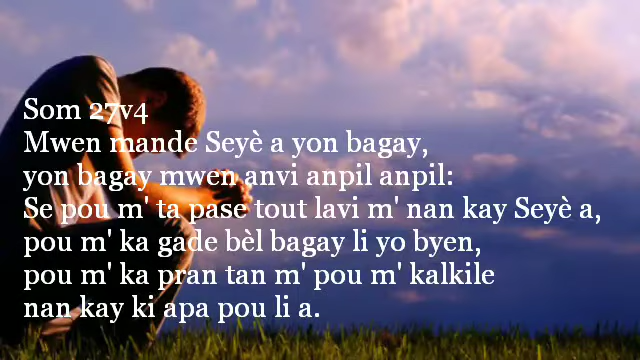 Som 27v4
Mwen mande Seyè a yon bagay,
yon bagay mwen anvi anpil anpil:
Se pou m' ta pase tout lavi m' nan kay Seyè a,
pou m' ka gade bèl bagay li yo byen,
pou m' ka pran tan m' pou m' kalkile
nan kay ki apa pou li a.